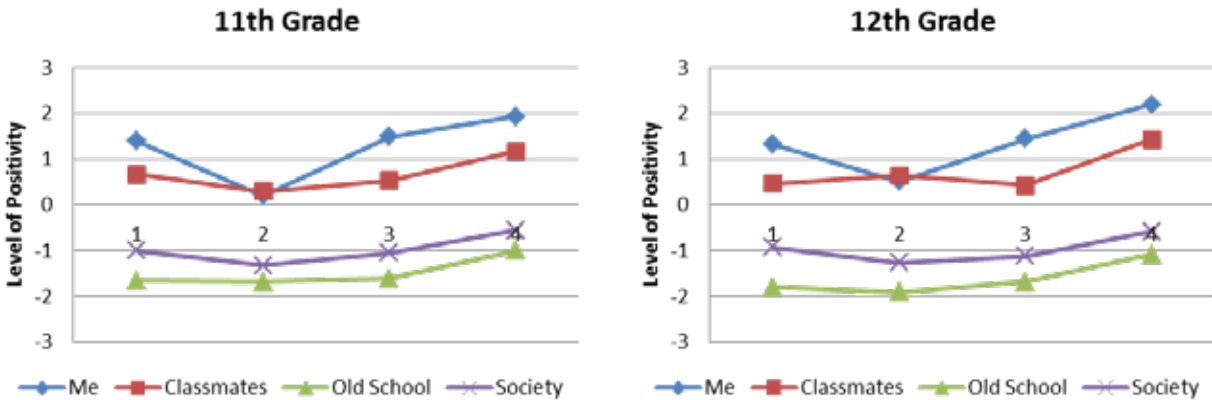 11th Grade
Level of Positivity
3
2
1
0
-1
-2
-3
1 2 3 4
Me Classmates Old School Society
12th Grade
Level of Positivity
3
2
1
0
-1
-2
-3
1 2 3 4
Me Classmates Old School Society